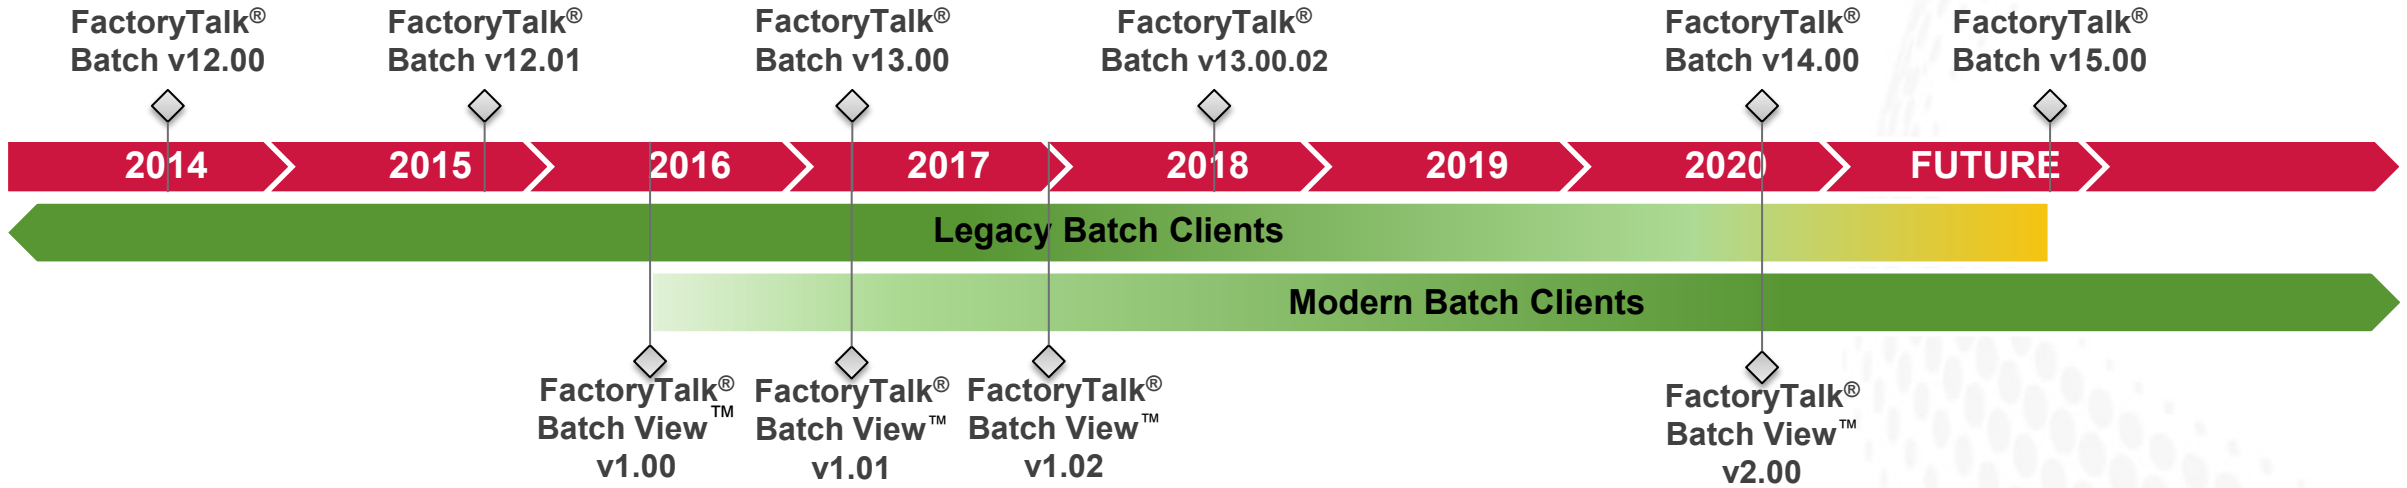 FactoryTalk®
Batch v12.00
FactoryTalk®
Batch v12.01
FactoryTalk®
Batch v13.00
FactoryTalk®
Batch v13.00.02
FactoryTalk®
Batch v14.00
FactoryTalk®
Batch v15.00
2014
2015
2016
2017
2018
2019
2020
FUTURE
Legacy Batch Clients
Modern Batch Clients
FactoryTalk®
Batch View™
v1.00
FactoryTalk®
Batch View™
v1.01
FactoryTalk®
Batch View™
v1.02
FactoryTalk®
Batch View™
v2.00